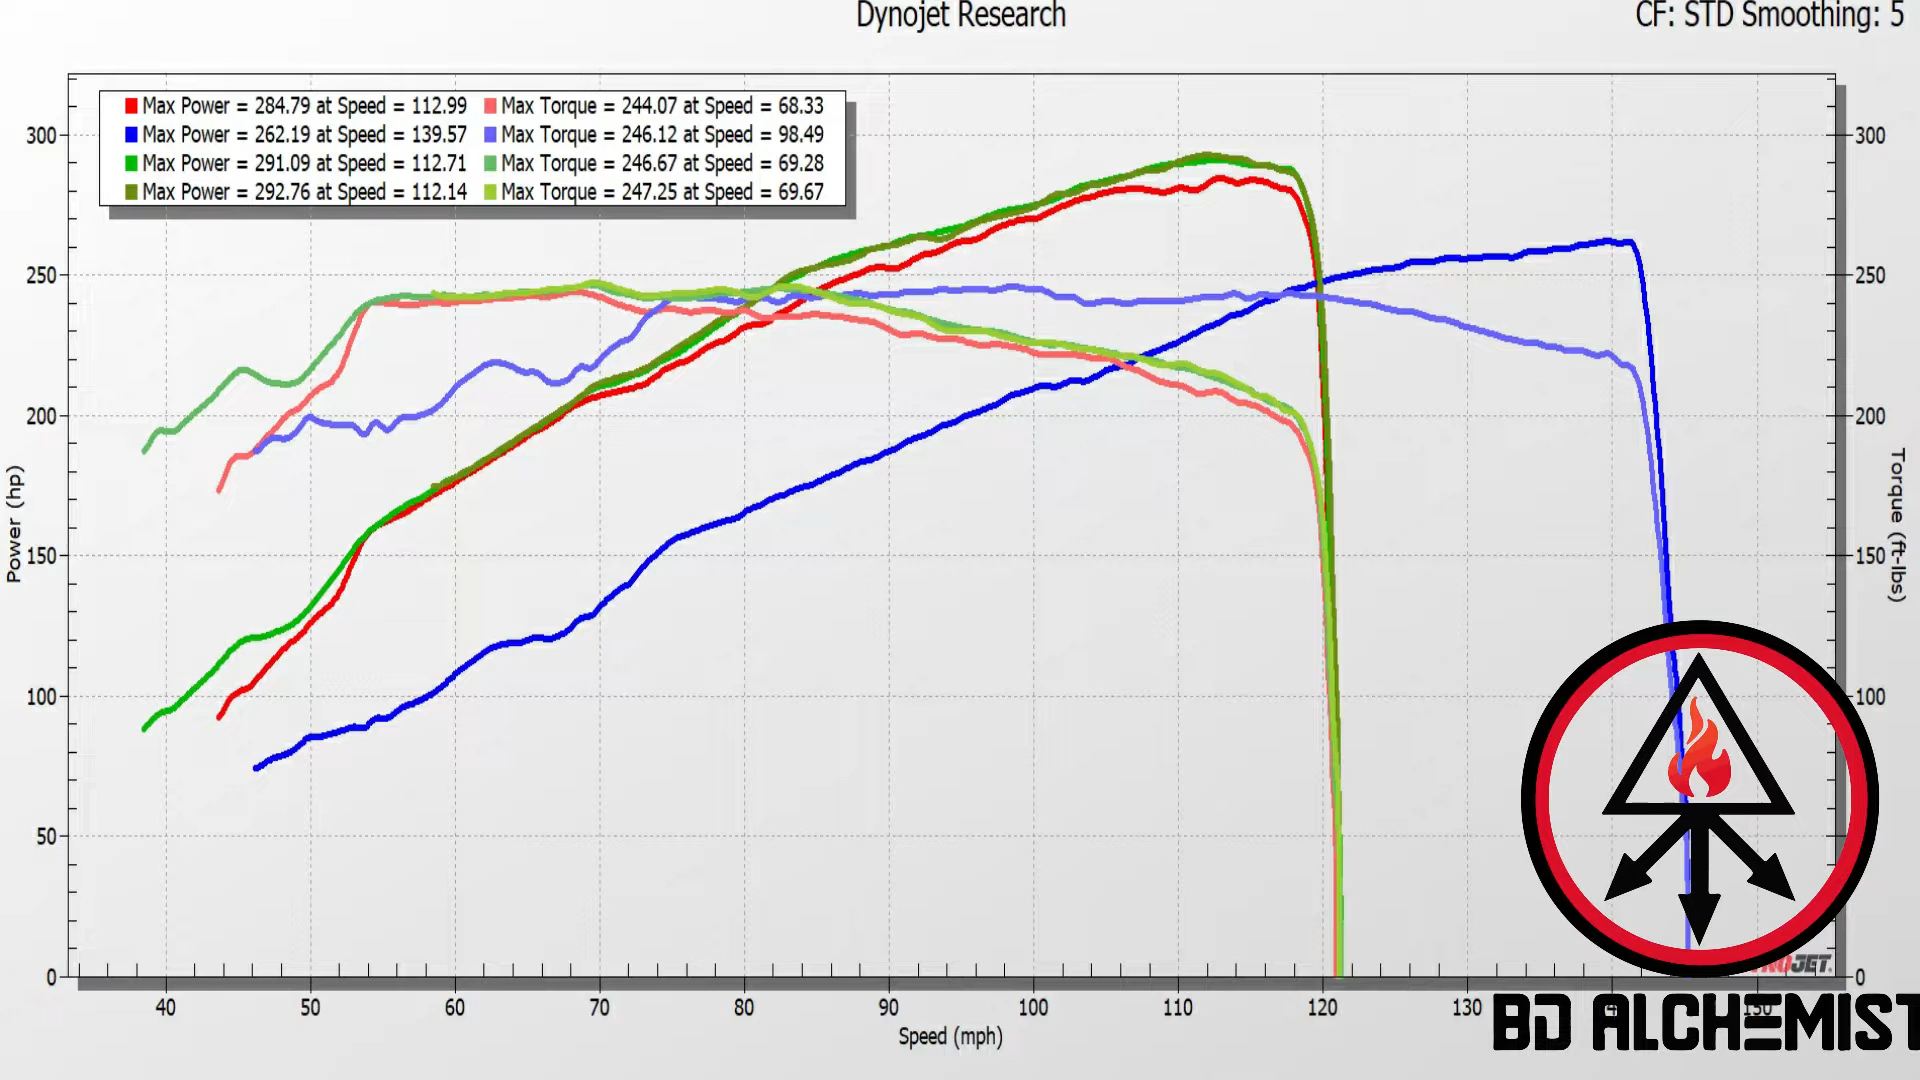 Dynojet Research
CF: STD Smoothing: 5
Max Power = 284.79 at Speed = 112.99 Max Torque = 244.07 at Speed = 68.33
Max Power = 262.19 at Speed = 139.57 Max Torque = 246.12 at Speed = 98.49
Max Power = 291.09 at Speed = 112.71 Max Torque = 246.67 at Speed = 69.28
Max Power = 292.76 at Speed = 112.14 Max Torque = 247.25 at Speed = 69.67
300
250
200
150
100
50
0
Power (hp)
300
250
200
150
100
0
Torque (ft-lbs)
40 50 60 70 80 90 100 110 120 130 150
Speed (mph)
JET.
BD ALCHEMIST